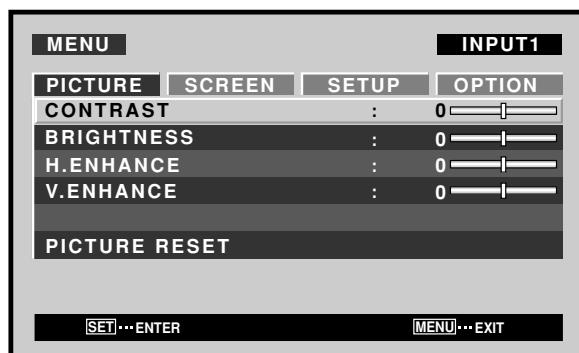 MENU INPUT1
PICTURE SCREEN SETUP OPTION
CONTRAST : 0
BRIGHTNESS : 0
H.ENHANCE : 0
V.ENHANCE : 0
PICTURE RESET
SET ··· ENTER MENU ··· EXIT